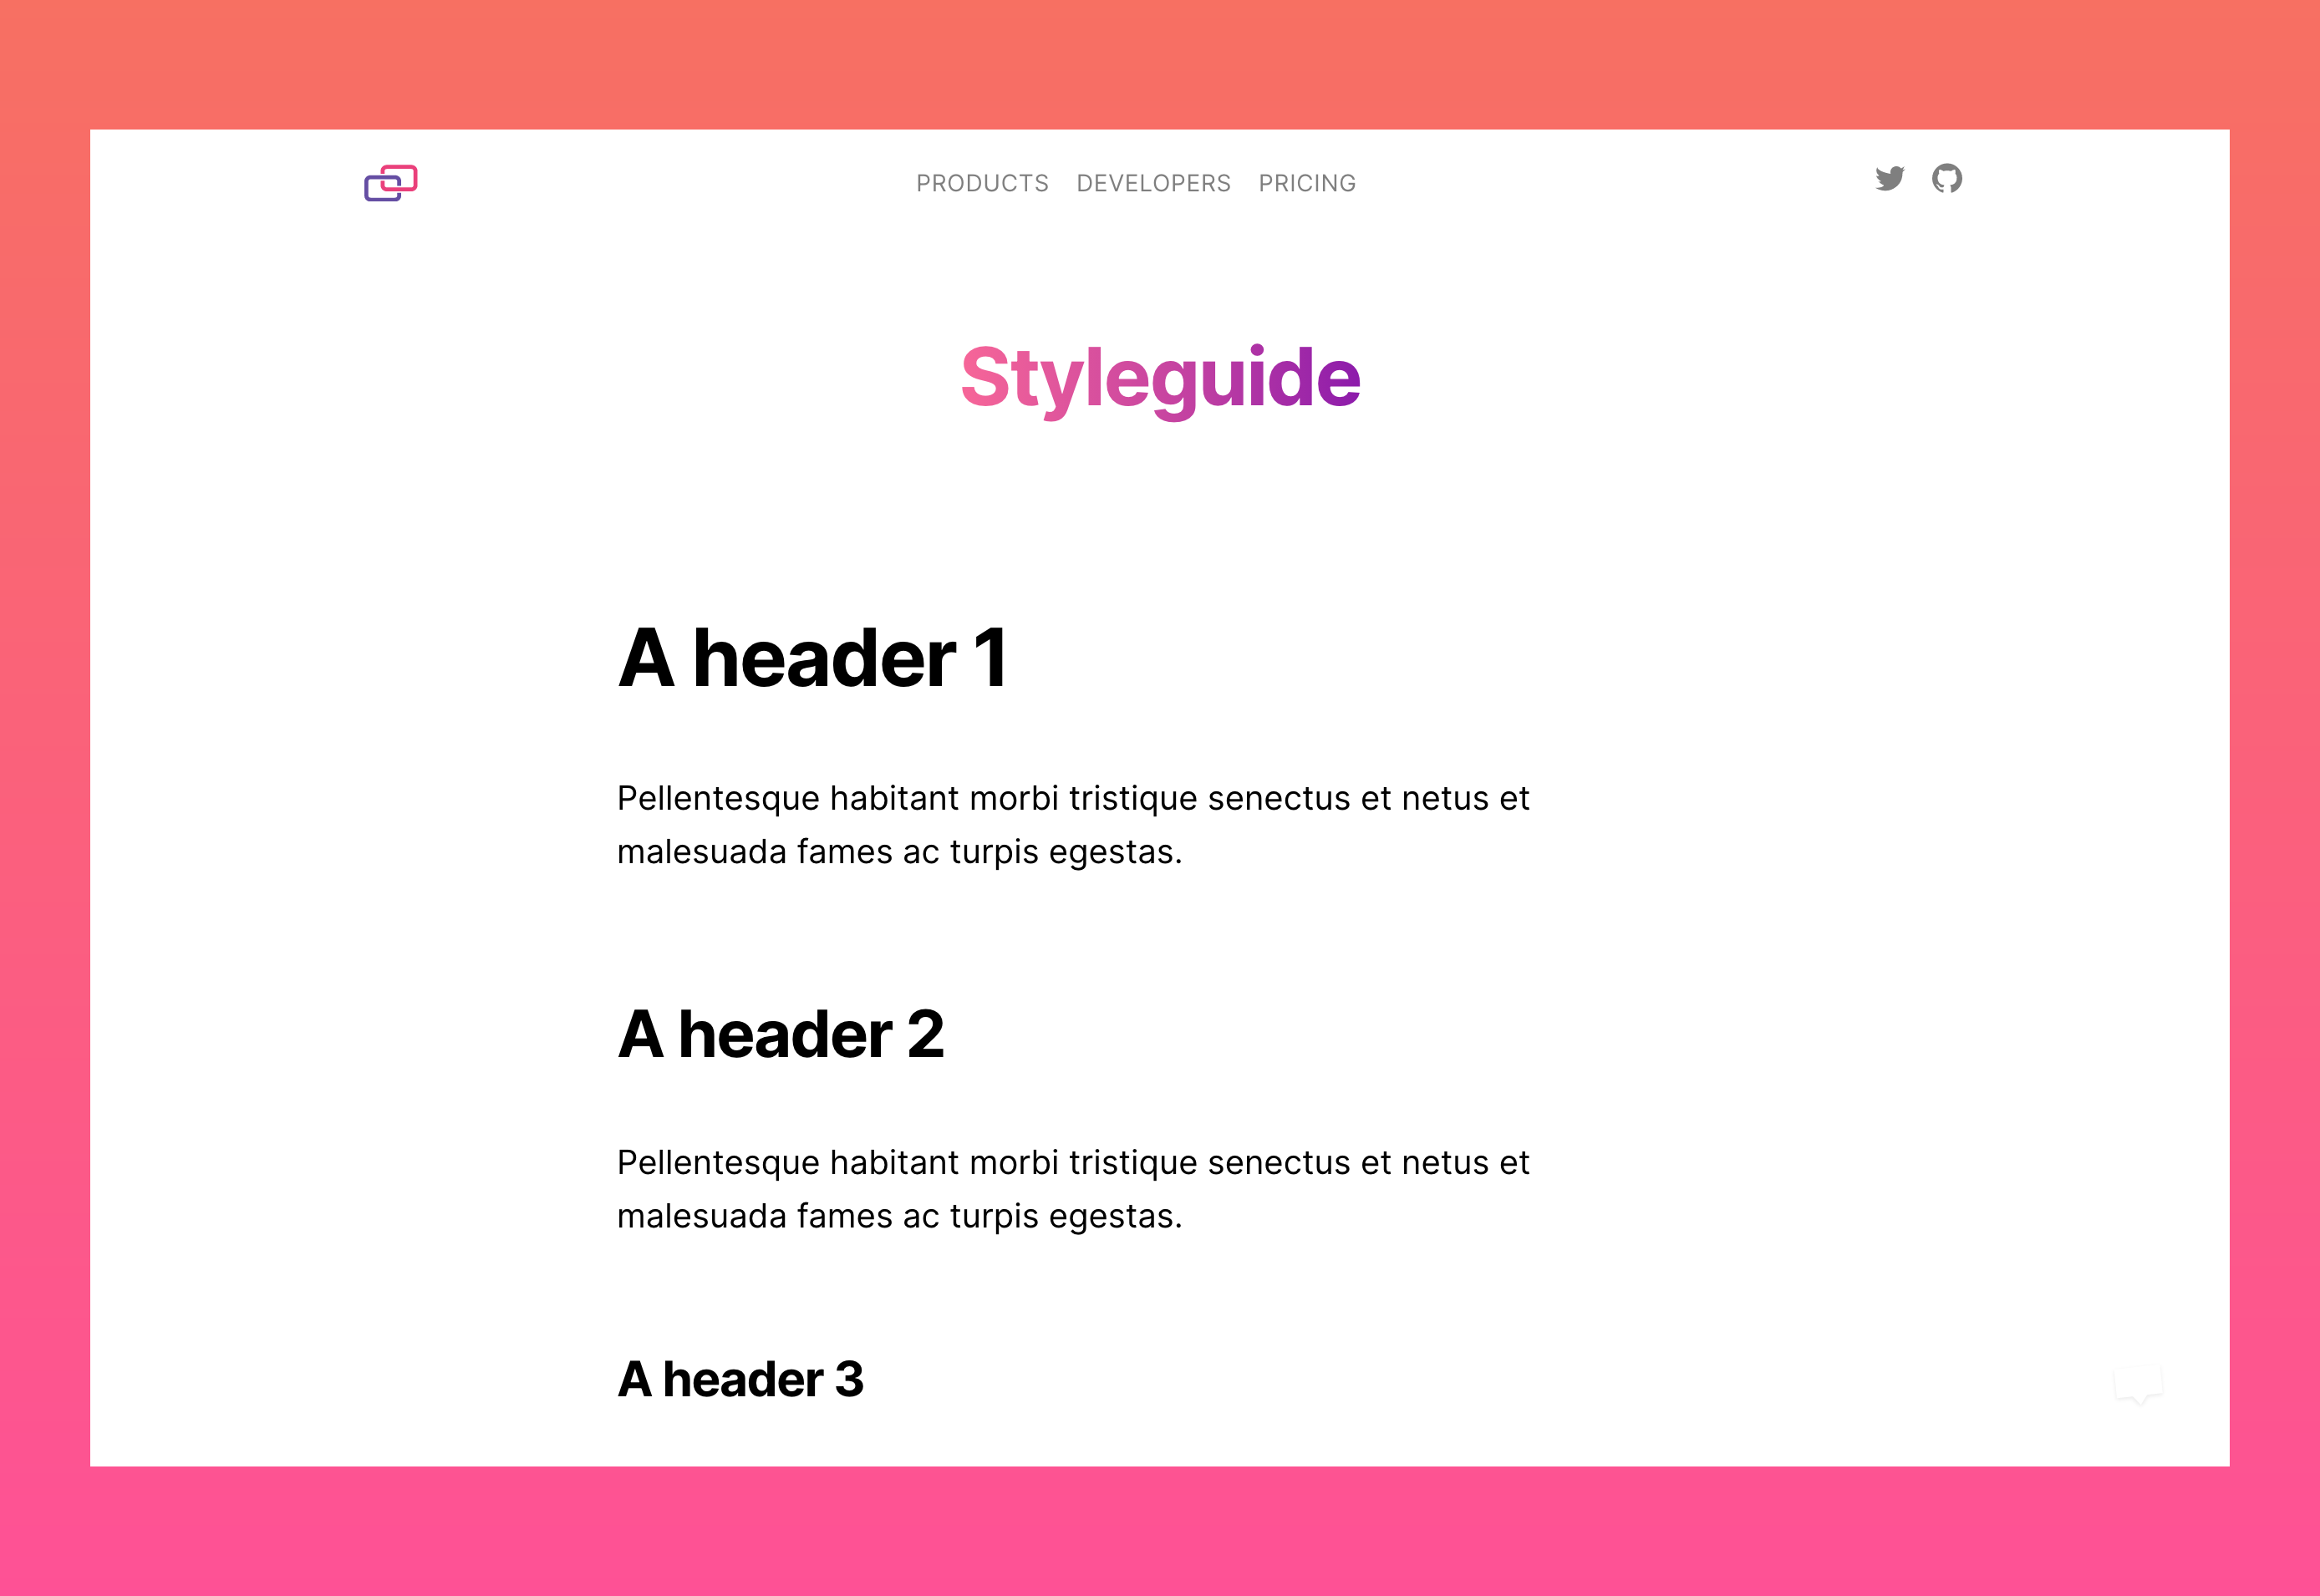 PRODUCTS DEVELOPERS PRICING
Styleguide
A header 1
Pellentesque habitant morbi tristique senectus et netus et
malesuada fames ac turpis egestas.
A header 2
Pellentesque habitant morbi tristique senectus et netus et
malesuada fames ac turpis egestas.
A header 3